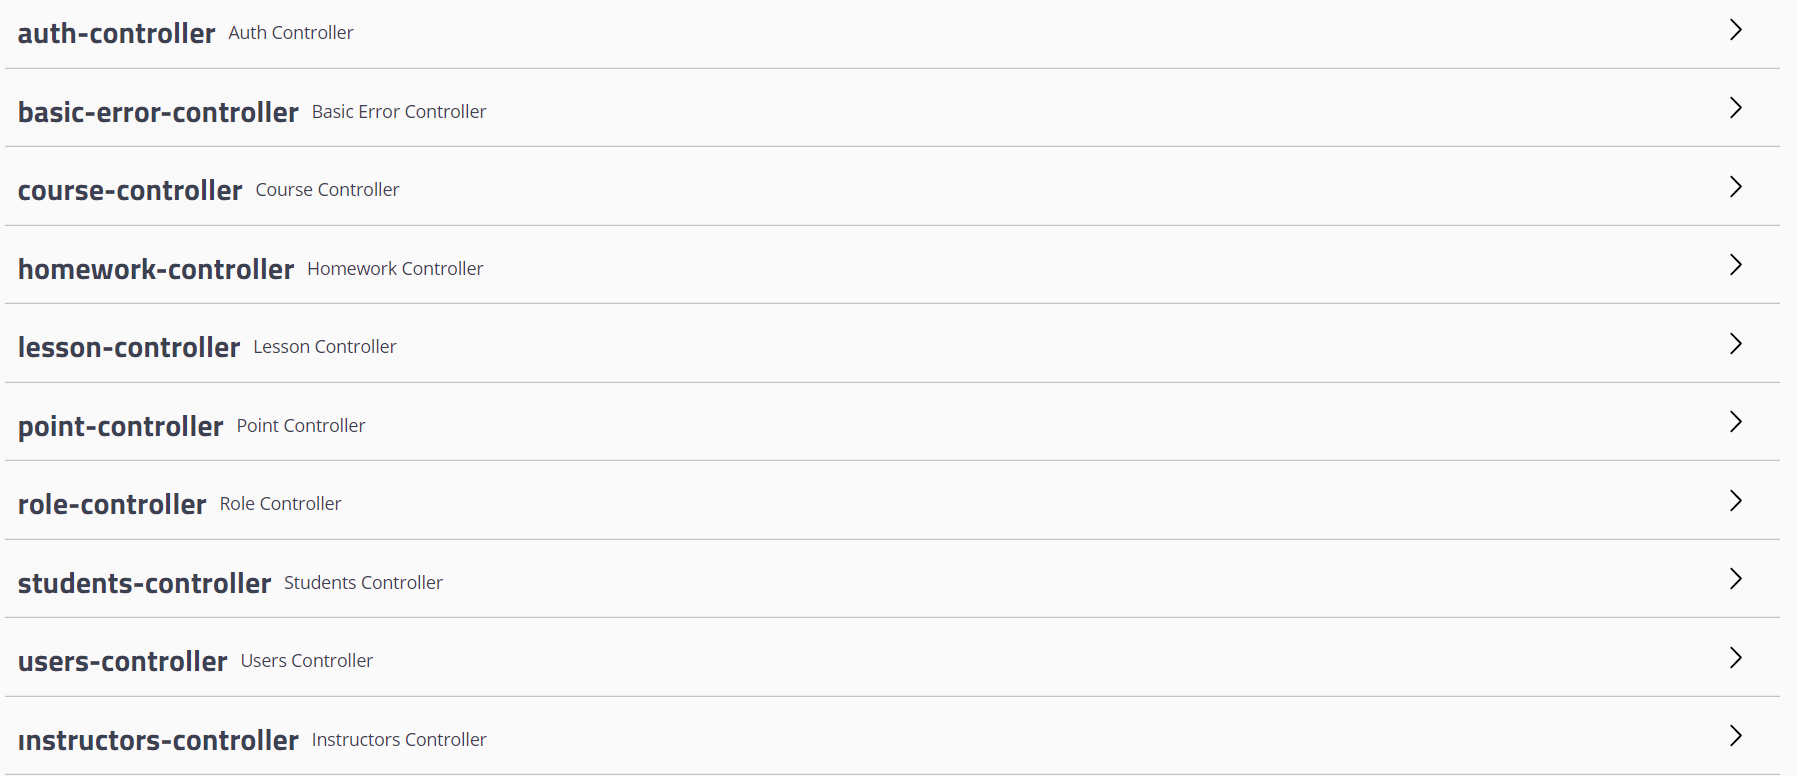 auth-controller Auth Controller
basic-error-controller Basic Error Controller
course-controller Course Controller
homework-controller Homework Controller
lesson-controller Lesson Controller
point-controller Point Controller
role-controller Role Controller
students-controller Students Controller
users-controller Users Controller
ınstructors-controller Instructors Controller